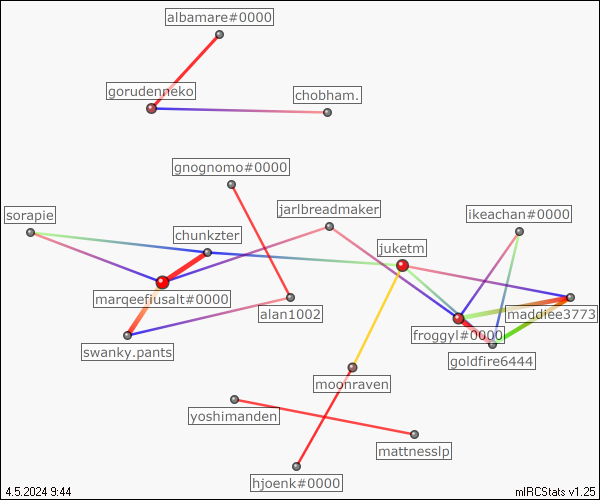 albamare#0000
gorudenneko
chobham.
gnognomo#0000
jarlbreadmaker
sorapie
ikeachan#0000
chunkzter
juketm
marqeefiusalt#0000
alan1002
maddiee3773
froggyl#0000
swanky.pants
goldfire6444
moonraven
yoshimanden
mattnesslp
hjoenk#0000
4.5.2024 9:44
mIRCStats v1.25